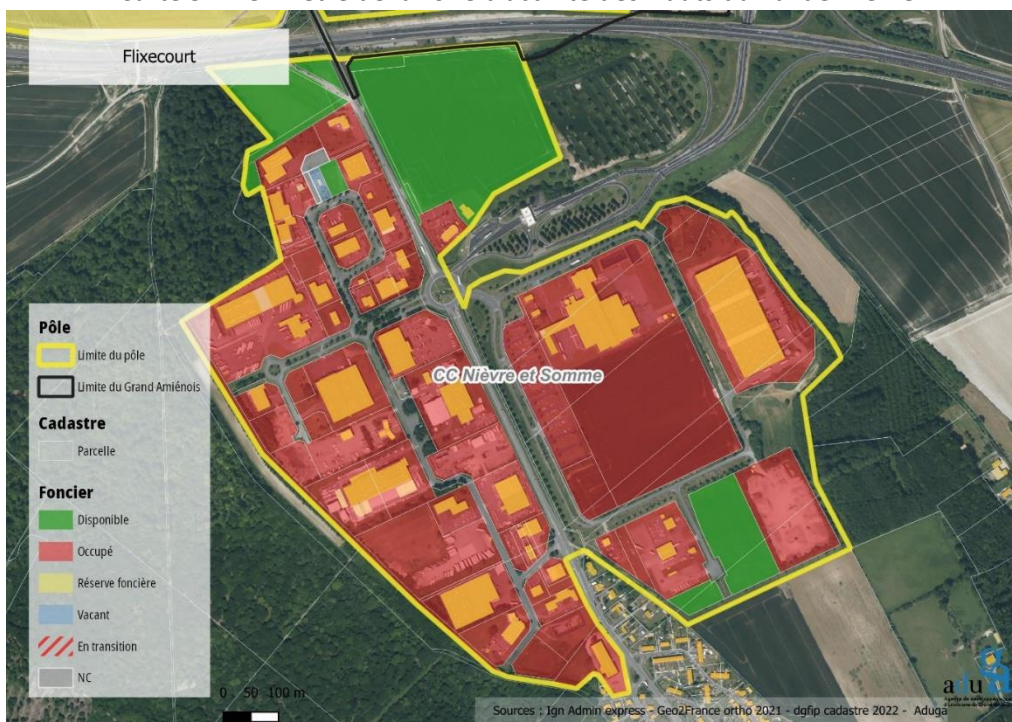 Flixecourt
CC Nièvre et Somme
Pôle
Limite du pôle
Limite du Grand Amiénois
Cadastre
Parcelle
Foncier
Disponible
Occupé
Réserve foncière
Vacant
En transition
NC
0 50 100 m
Sources : Ign Admin express - Geo2France ortho 2021 - dgfip cadastre 2022 - Aduga